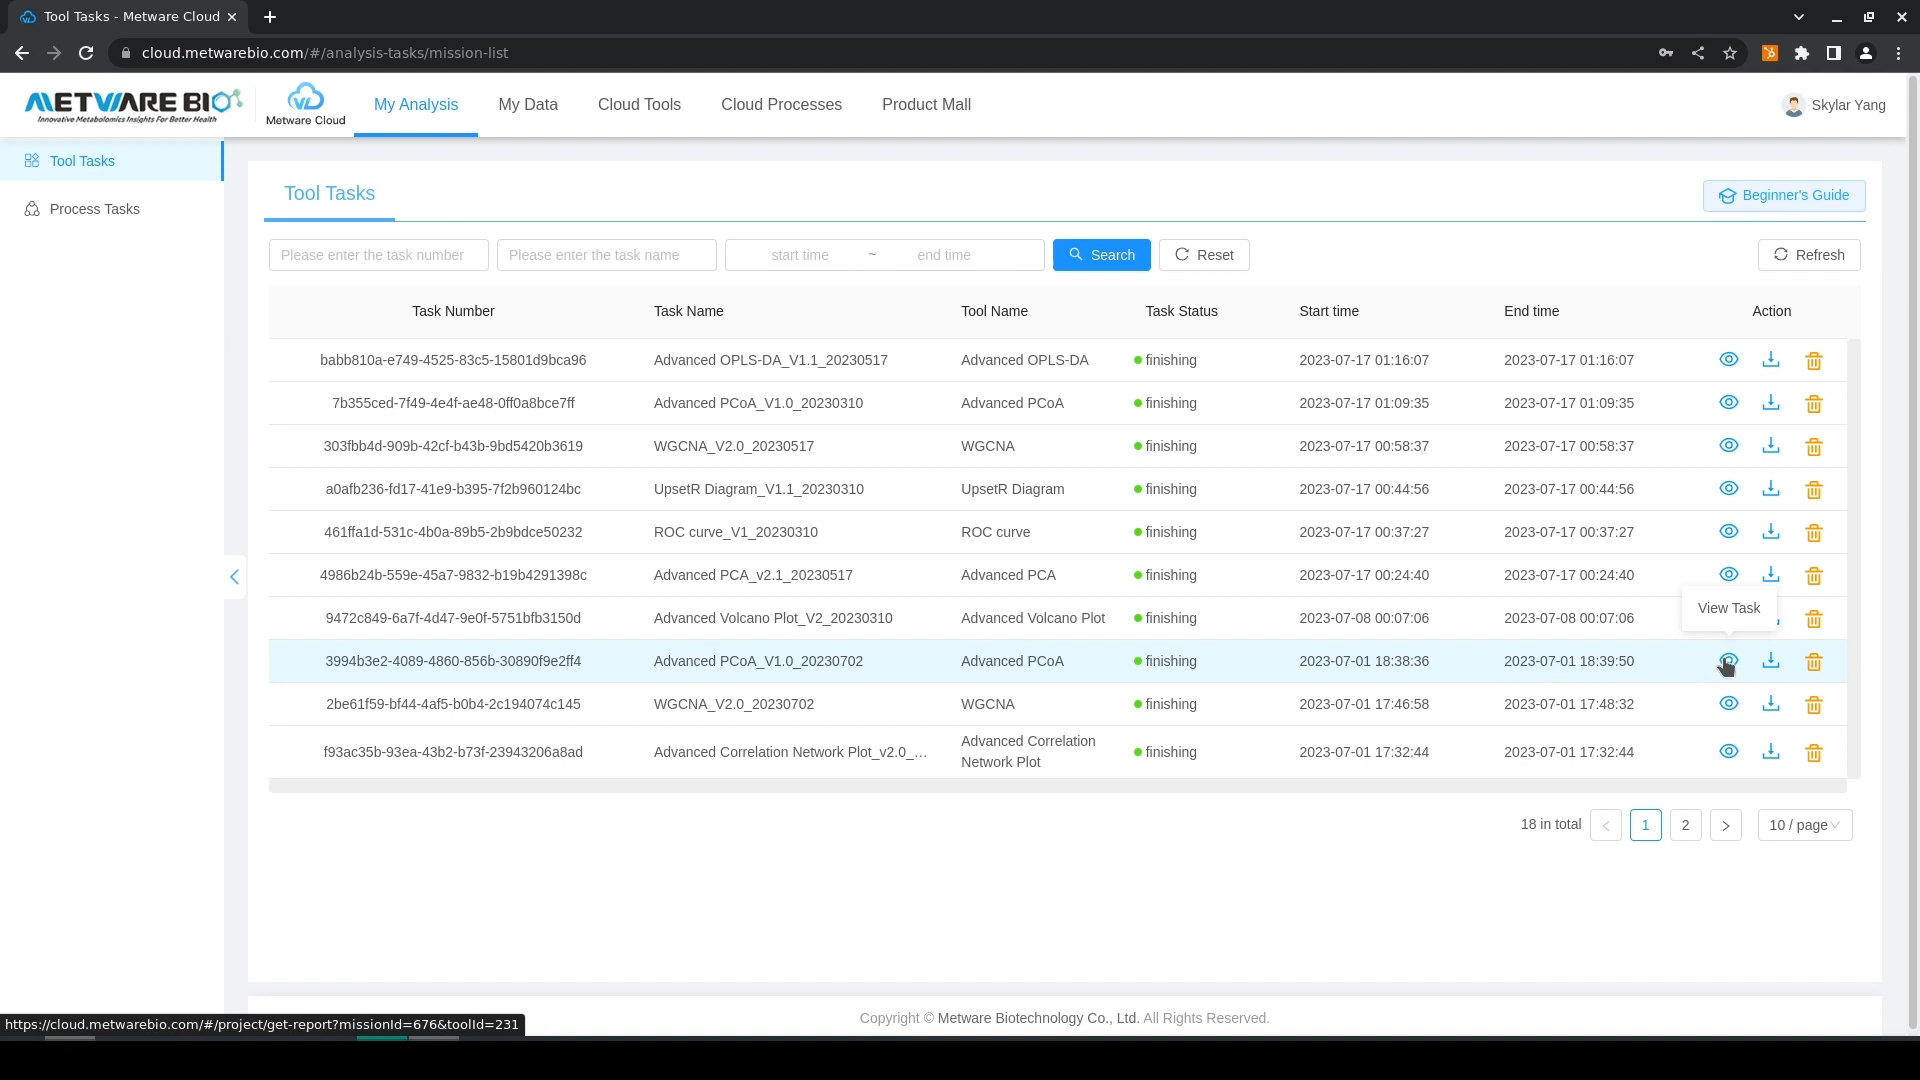 Tool Tasks - Metware Cloud
cloud.metwarebio.com/#/analysis-tasks/mission-list
METWARE BIO
Innovative Metabolomics Insights For Better Health
Metware Cloud
My Analysis
My Data
Cloud Tools
Cloud Processes
Product Mall
Skylar Yang
Tool Tasks
Process Tasks
Tool Tasks
Beginner's Guide
Please enter the task number
Please enter the task name
start time ~ end time
Search
Reset
Refresh
Task Number Task Name Tool Name Task Status Start time End time Action
babb810a-e749-4525-83c5-15801d9bca96 Advanced OPLS-DA_V1.1_20230517 Advanced OPLS-DA finishing 2023-07-17 01:16:07 2023-07-17 01:16:07
7b355ced-7f49-4e4f-ae48-0ff0a8bce7ff Advanced PCoA_V1.0_20230310 Advanced PCoA finishing 2023-07-17 01:09:35 2023-07-17 01:09:35
303fbb4d-909b-42cf-b43b-9bd5420b3619 WGCNA_V2.0_20230517 WGCNA finishing 2023-07-17 00:58:37 2023-07-17 00:58:37
a0afb236-fd17-41e9-b395-7f2b960124bc UpsetR Diagram_V1.1_20230310 UpsetR Diagram finishing 2023-07-17 00:44:56 2023-07-17 00:44:56
461ffa1d-531c-4b0a-89b5-2b9bdce50232 ROC curve_V1_20230310 ROC curve finishing 2023-07-17 00:37:27 2023-07-17 00:37:27
4986b24b-559e-45a7-9832-b19b4291398c Advanced PCA_v2.1_20230517 Advanced PCA finishing 2023-07-17 00:24:40 2023-07-17 00:24:40
9472c849-6a7f-4d47-9e0f-5751bfb3150d Advanced Volcano Plot_V2_20230310 Advanced Volcano Plot finishing 2023-07-08 00:07:06 2023-07-08 00:07:06
View Task
3994b3e2-4089-4860-856b-30890f9e2ff4 Advanced PCoA_V1.0_20230702 Advanced PCoA finishing 2023-07-01 18:38:36 2023-07-01 18:39:50
2be61f59-bf44-4af5-b0b4-2c194074c145 WGCNA_V2.0_20230702 WGCNA finishing 2023-07-01 17:46:58 2023-07-01 17:48:32
f93ac35b-93ea-43b2-b73f-23943206a8ad Advanced Correlation Network Plot_v2.0_... Advanced Correlation Network Plot finishing 2023-07-01 17:32:44 2023-07-01 17:32:44
18 in total < 1 2 > 10 / page
https://cloud.metwarebio.com/#/project/get-report?missionId=676&toolId=231
Copyright © Metware Biotechnology Co., Ltd. All Rights Reserved.